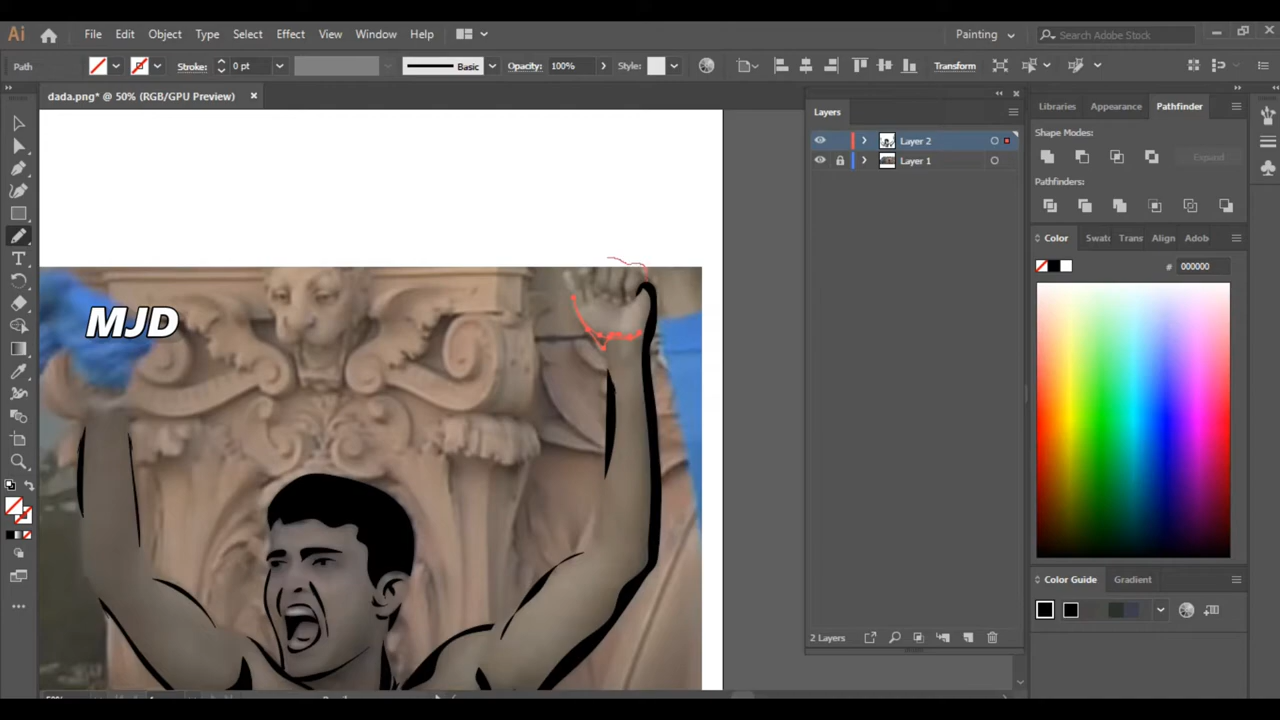 Ai File Edit Object Type Select Effect View Window Help Painting Search Adobe Stock
Path Stroke: 0 pt Basic Opacity: 100% Style: Transform
dada.png* @ 50% (RGB/GPU Preview)
Layers
Libraries Appearance Pathfinder
Shape Modes:
Expand
Layer 2
Layer 1
Pathfinders:
Color Swatc Trans Align Adob
# 000000
MJD
Color Guide Gradient
2 Layers